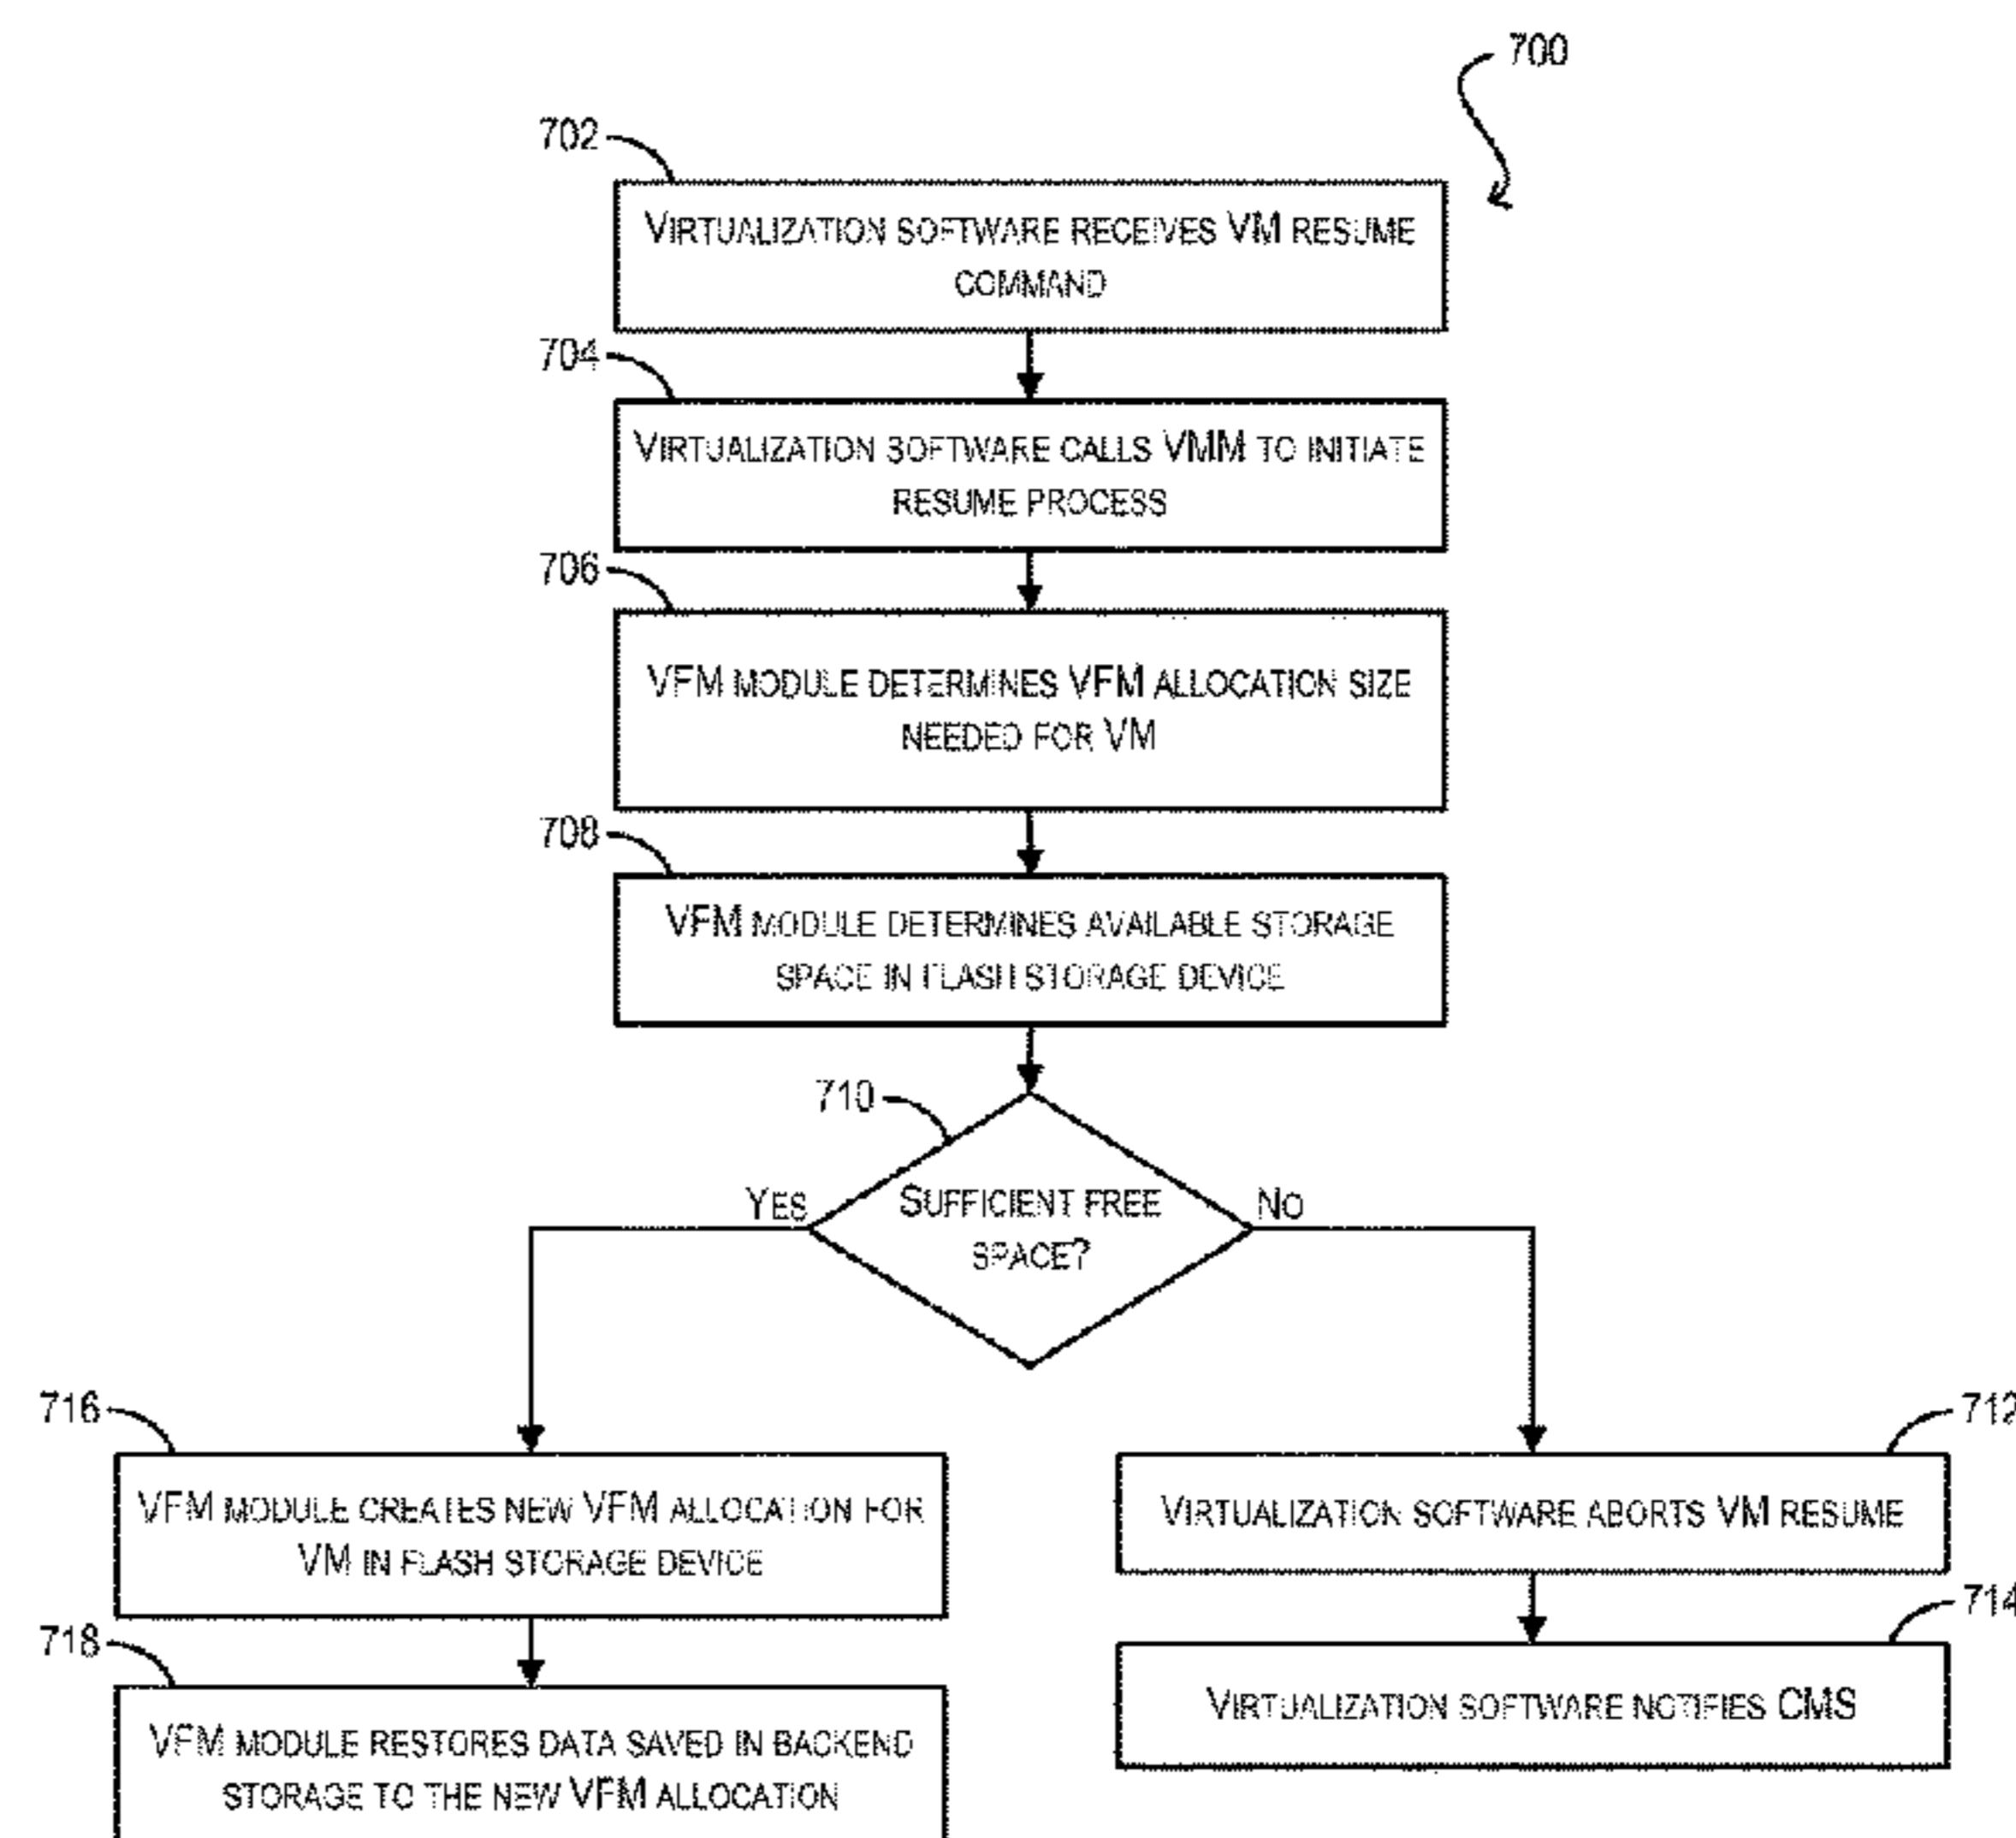 700
702
VIRTUALIZATION SOFTWARE RECEIVES VM RESUME
COMMAND
704
VIRTUALIZATION SOFTWARE CALLS VMM TO INITIATE
RESUME PROCESS
706
VFM MODULE DETERMINES VFM ALLOCATION SIZE
NEEDED FOR VM
708
VFM MODULE DETERMINES AVAILABLE STORAGE
SPACE IN FLASH STORAGE DEVICE
710
YES
SUFFICIENT FREE
SPACE?
NO
716
VFM MODULE CREATES NEW VFM ALLOCATION FOR
VM IN FLASH STORAGE DEVICE
712
VIRTUALIZATION SOFTWARE ABORTS VM RESUME
718
VFM MODULE RESTORES DATA SAVED IN BACKEND
STORAGE TO THE NEW VFM ALLOCATION
714
VIRTUALIZATION SOFTWARE NOTIFIES CMS